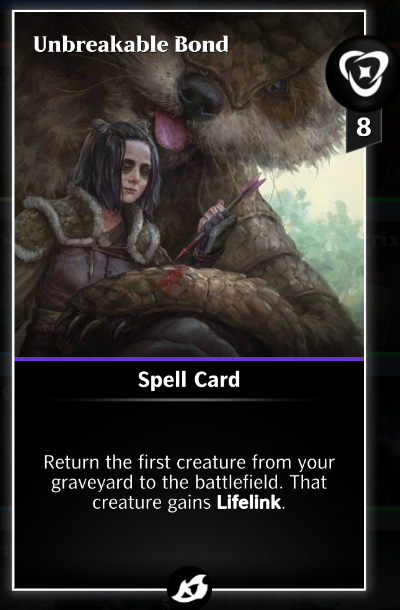 Unbreakable Bond
8
Spell Card
Return the first creature from your
graveyard to the battlefield. That
creature gains Lifelink.